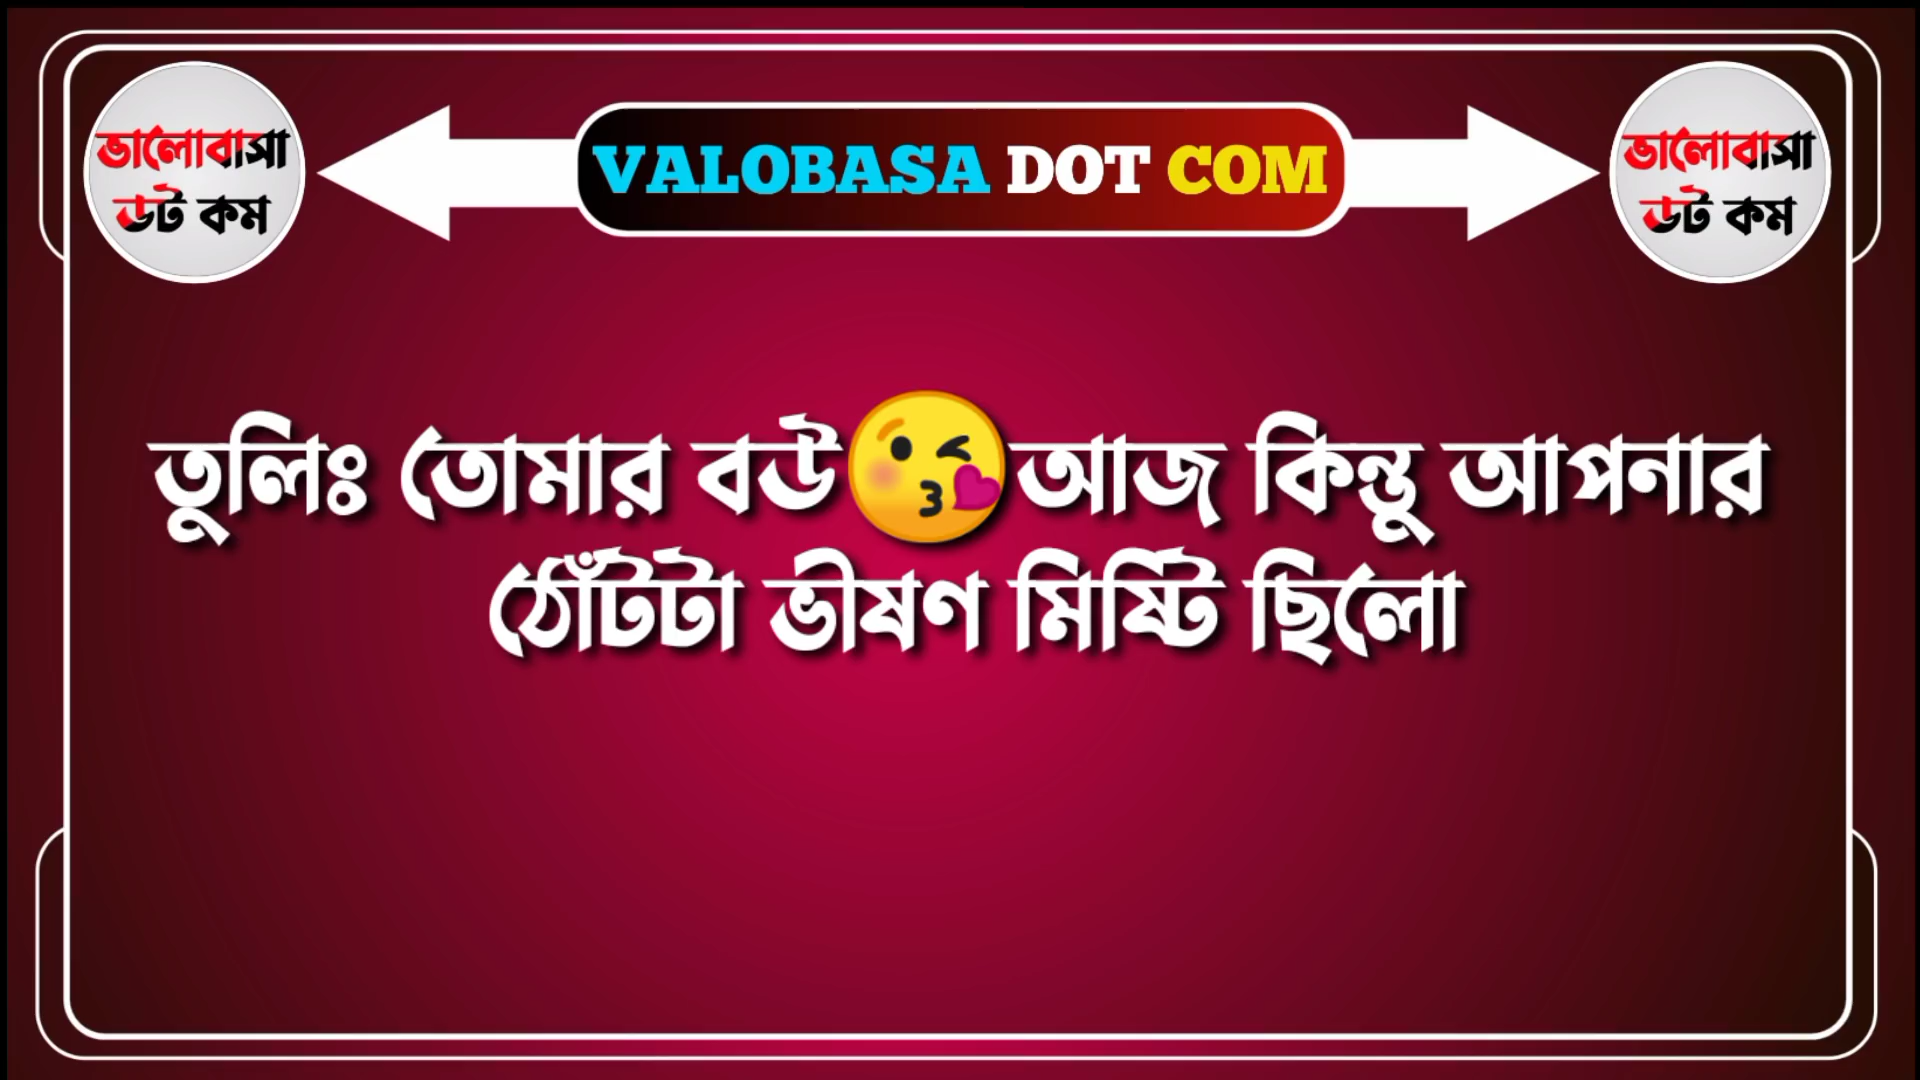 ভালোবাসা
ডট কম
VALOBASA DOT COM
ভালোবাসা
ডট কম
তুলিঃ তোমার বউ😘আজ কিন্তু আপনার
ঠোঁটটা ভীষণ মিষ্টি ছিলো